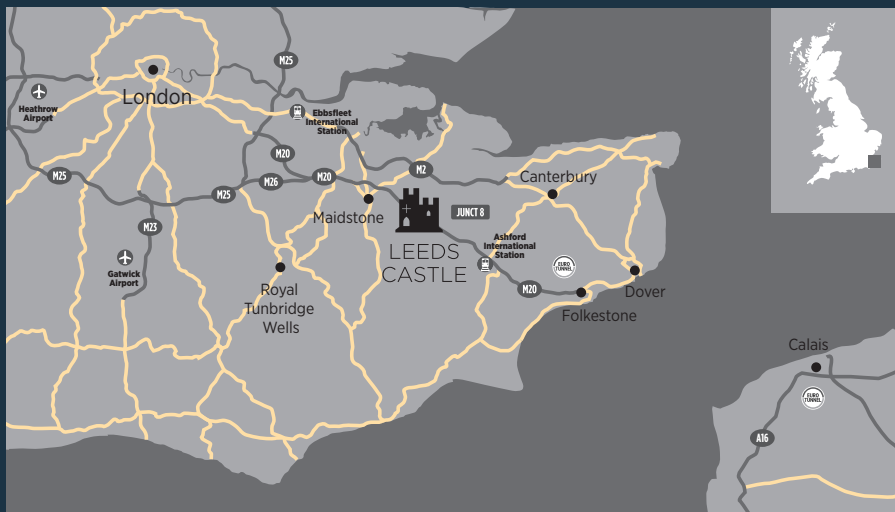 M25
London
Heathrow
Airport
Ebbsfleet
International
Station
M20
M2
M25
M25
M26
M20
Canterbury
Maidstone
JUNCT 8
M23
LEEDS
CASTLE
Ashford
International
Station
Gatwick
Airport
EURO
TUNNEL
Royal
Tunbridge
Wells
M20
Dover
Folkestone
Calais
EURO
TUNNEL
A16